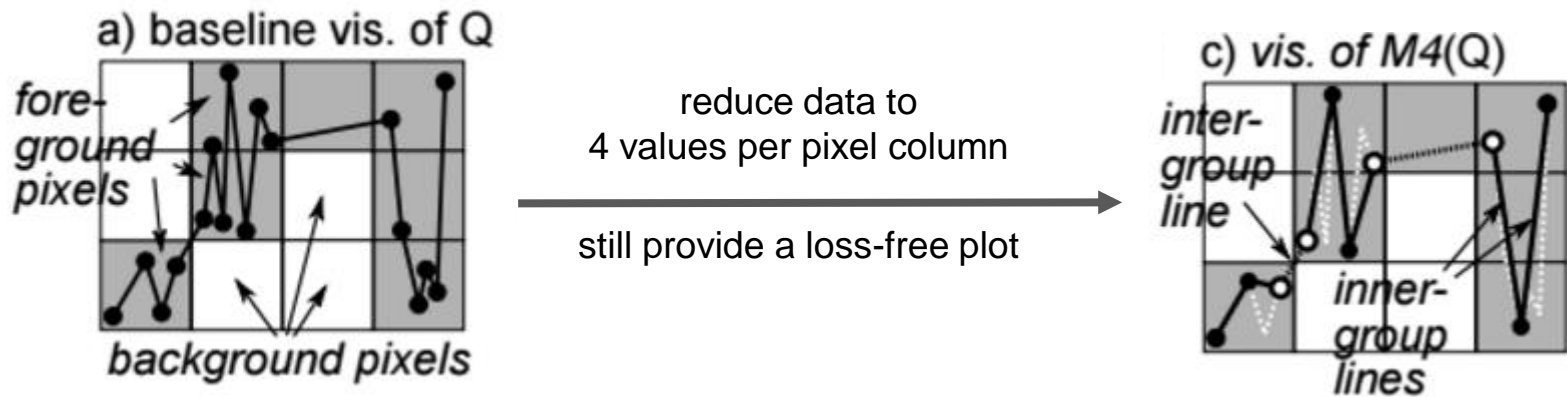 a) baseline vis. of Q
fore-
ground
pixels
background pixels
reduce data to
4 values per pixel column
still provide a loss-free plot
c) vis. of M4(Q)
inter-
group
line
inner-
group
lines